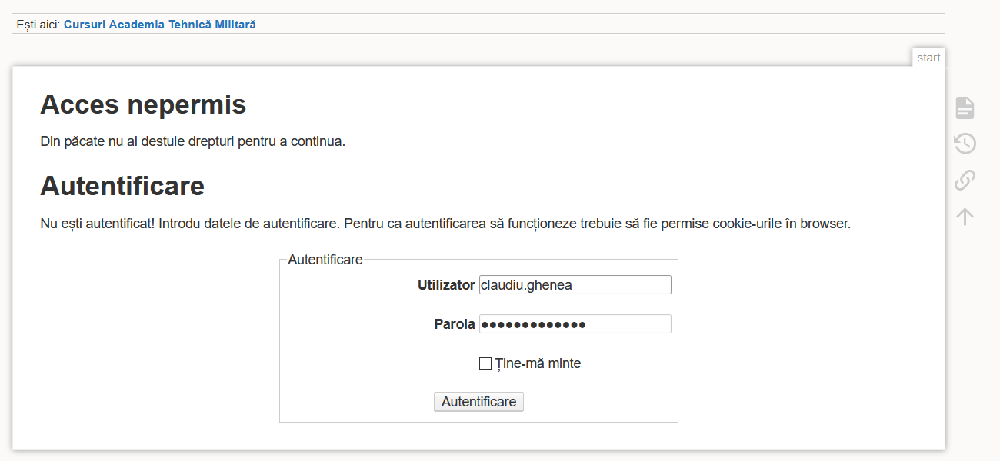 Ești aici: Cursuri Academia Tehnică Militară
start
Acces nepermis
Din păcate nu ai destule drepturi pentru a continua.
Autentificare
Nu ești autentificat! Introdu datele de autentificare. Pentru ca autentificarea să funcționeze trebuie să fie permise cookie-urile în browser.
Autentificare
Utilizator claudiu.ghenea
Parola •••••••••••••
Ține-mă minte
Autentificare